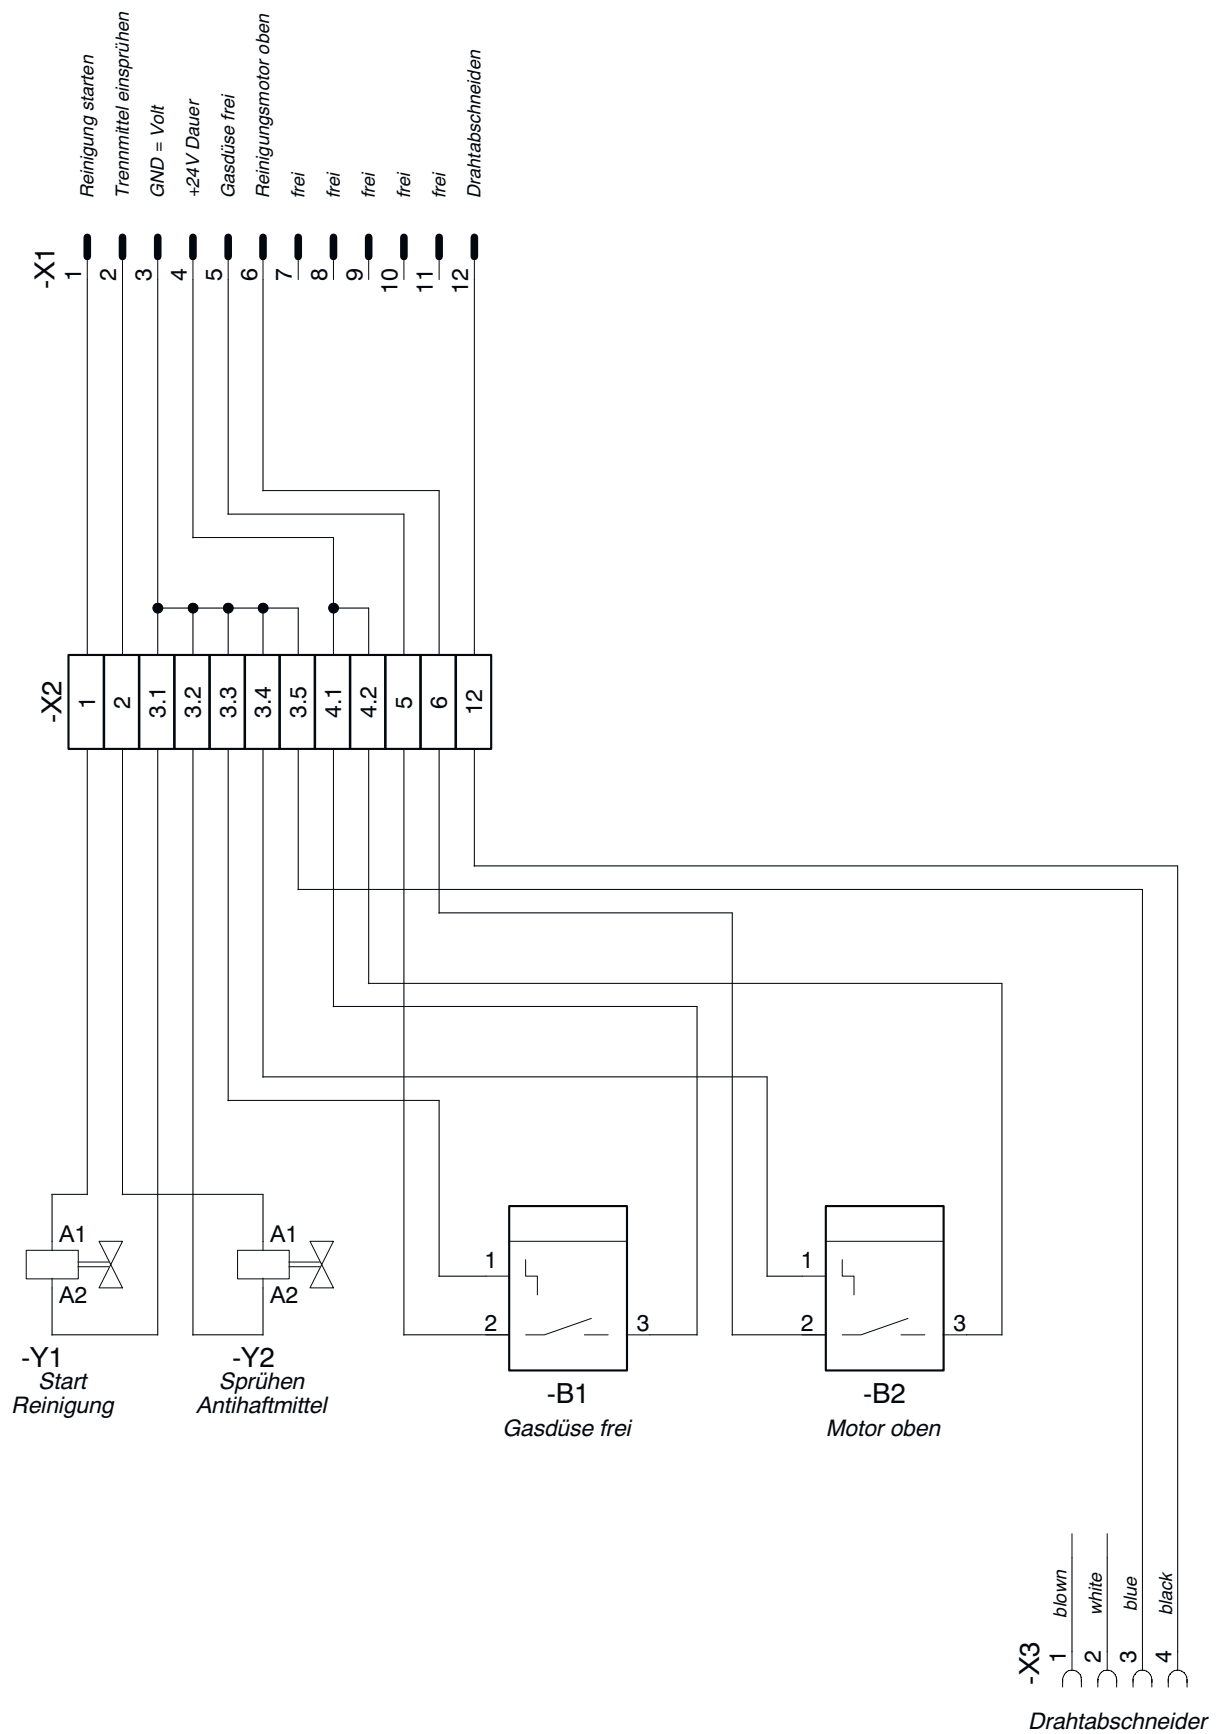 Reinigung starten
Trennmittel einsprühen
GND = Volt
+24V Dauer
Gasdüse frei
Reinigungsmotor oben
frei
frei
frei
frei
frei
Drahtabschneiden
-X1
1
2
3
4
5
6
7
8
9
10
11
12
-X2
1
2
3.1
3.2
3.3
3.4
3.5
4.1
4.2
5
6
12
A1
A2
-Y1
Start
Reinigung
A1
A2
-Y2
Sprühen
Antihaftmittel
1
2
3
-B1
Gasdüse frei
1
2
3
-B2
Motor oben
blown
white
blue
black
-X3
1
2
3
4
Drahtabschneider